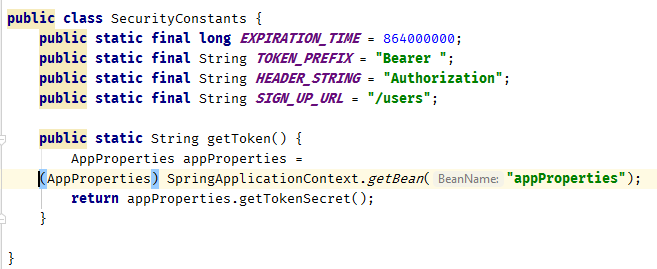 public class SecurityConstants {
    public static final long EXPIRATION_TIME = 864000000;
    public static final String TOKEN_PREFIX = "Bearer ";
    public static final String HEADER_STRING = "Authorization";
    public static final String SIGN_UP_URL = "/users";

    public static String getToken() {
        AppProperties appProperties =
    (AppProperties) SpringApplicationContext.getBean( BeanName: "appProperties");
        return appProperties.getTokenSecret();
    }

}